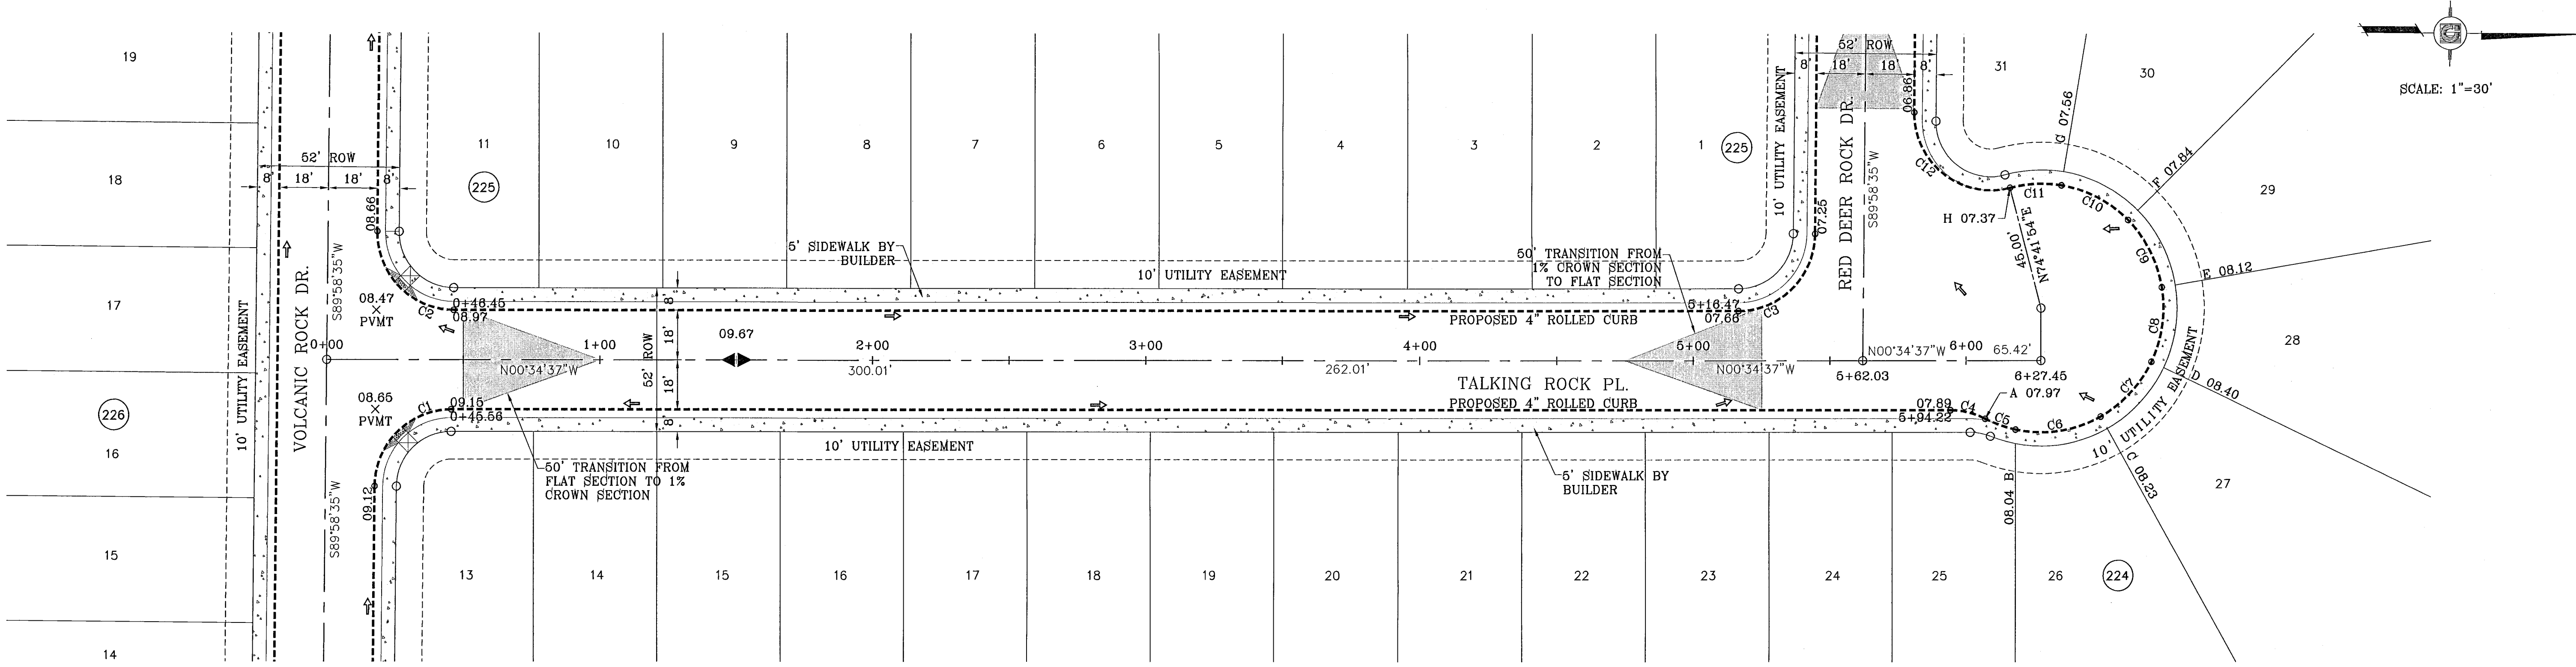 19
18
17
226
16
15
14
10' UTILITY EASEMENT
52' ROW
8'
18'
18'
8'
VOLCANIC ROCK DR.
S89°58'35"W
S89°58'35"W
08.66
08.47
PVMT
C2
0+46.45
08.97
0+00
08.65
PVMT
C1
09.15
0+45.56
09.12
225
11
10
9
8
7
6
5
4
3
2
1
225
5' SIDEWALK BY
BUILDER
10' UTILITY EASEMENT
50' TRANSITION FROM
1% CROWN SECTION
TO FLAT SECTION
5+16.47
07.66
C3
PROPOSED 4" ROLLED CURB
8'
18'
52' ROW
18'
8'
09.67
1+00
2+00
3+00
4+00
5+00
6+00
N00°34'37"W
300.01'
262.01'
N00°34'37"W
N00°34'37"W
65.42'
5+62.03
6+27.45
TALKING ROCK PL.
PROPOSED 4" ROLLED CURB
10' UTILITY EASEMENT
50' TRANSITION FROM
FLAT SECTION TO 1%
CROWN SECTION
5' SIDEWALK BY
BUILDER
13
14
15
16
17
18
19
20
21
22
23
24
25
26
224
27
28
29
30
31
10' UTILITY EASEMENT
52' ROW
8'
18'
18'
8'
RED DEER ROCK DR.
S89°58'35"W
07.25
06.86
C12
H 07.37
C11
C10
C9
C8
C7
C6
C5
C4
N74°41'54"E
46.00'
G 07.56
F 07.84
E 08.12
D 08.40
C 08.23
08.04 B
A 07.97
07.89
5+94.22
10' UTILITY EASEMENT
G
SCALE: 1"=30'